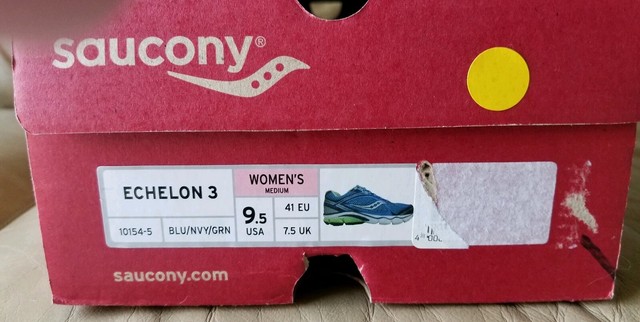 saucony®
ECHELON 3
10154-5 BLU/NVY/GRN
WOMEN'S
MEDIUM
9.5
USA
41 EU
7.5 UK
saucony.com